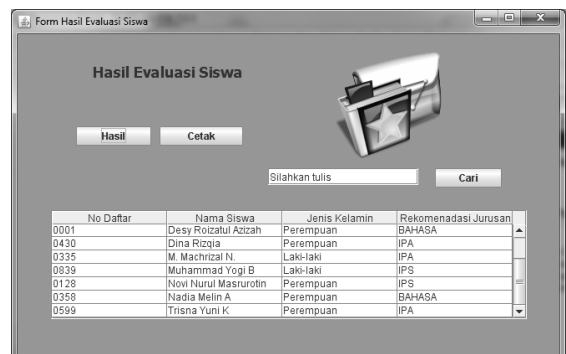 Form Hasil Evaluasi Siswa
Hasil Evaluasi Siswa
Hasil Cetak
Silahkan tulis Cari
No Daftar Nama Siswa Jenis Kelamin Rekomenadasi Jurusan
0001 Desy Roizatul Azizah Perempuan BAHASA
0430 Dina Rizqia Perempuan IPA
0335 M. Machrizal N. Laki-laki IPA
0839 Muhammad Yogi B Laki-laki IPS
0128 Novi Nurul Masrurotin Perempuan IPS
0358 Nadia Melin A Perempuan BAHASA
0599 Trisna Yuni K Perempuan IPA